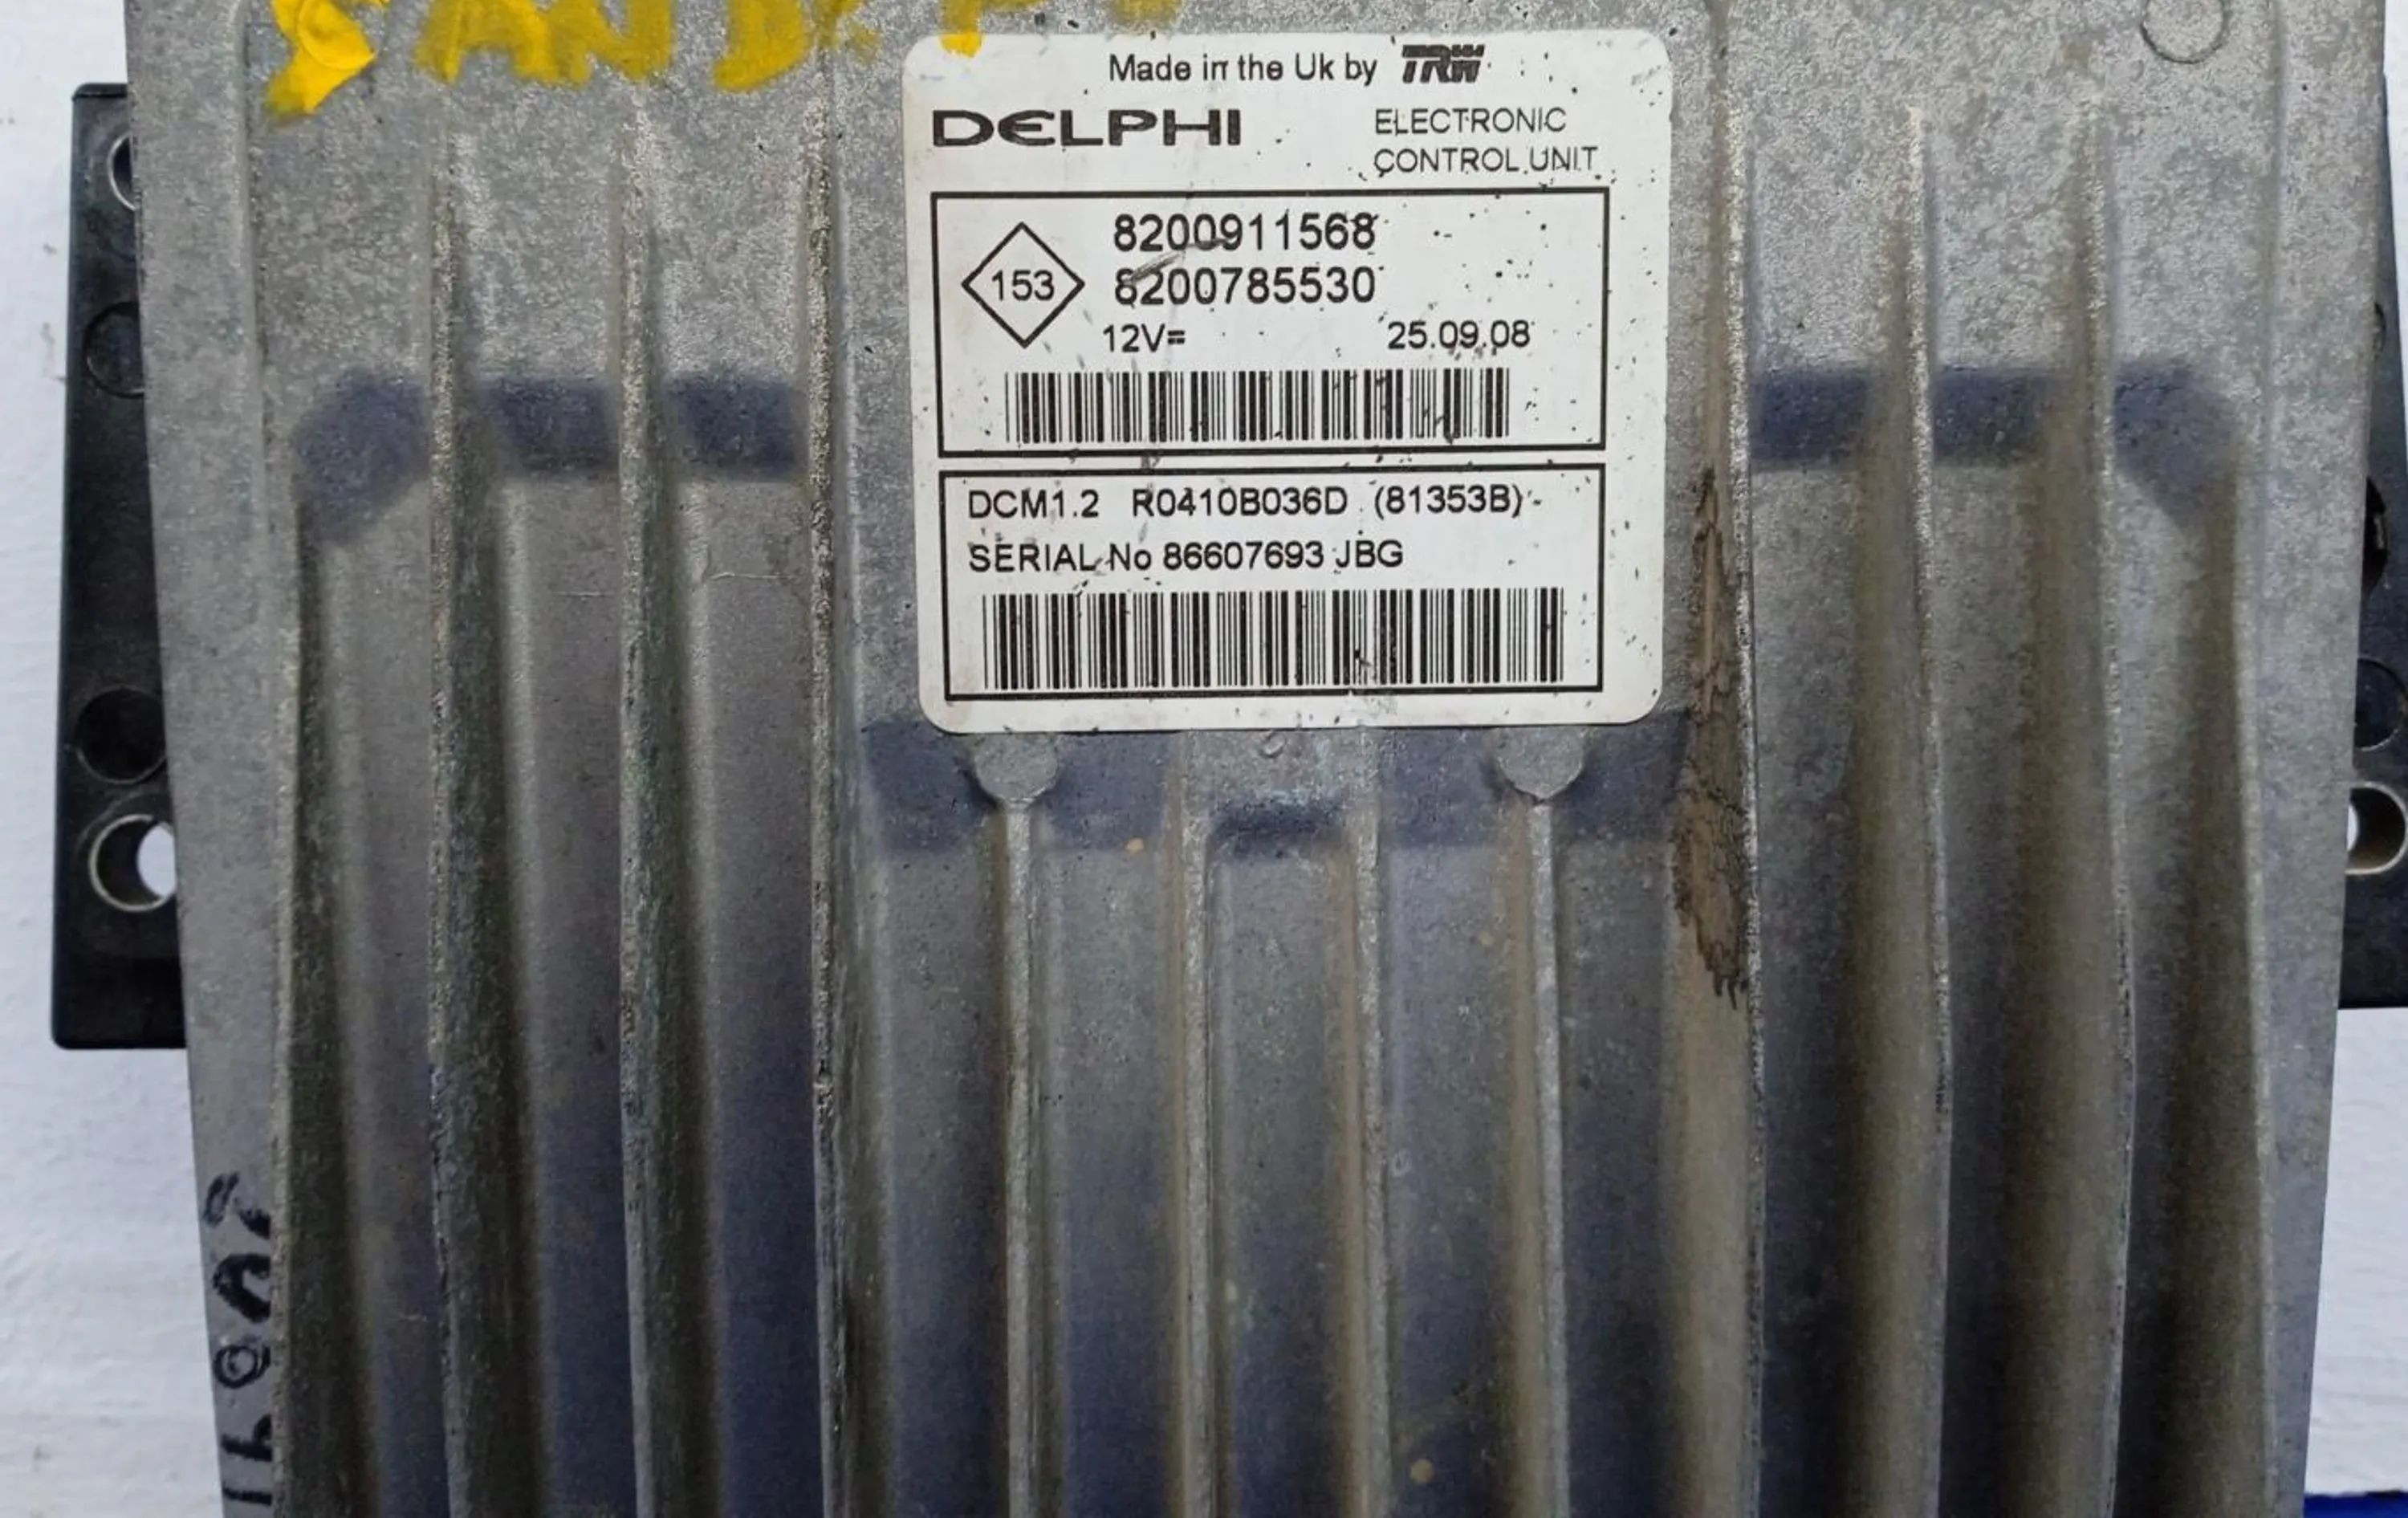 Made in the Uk by TRW
DELPHI
ELECTRONIC
CONTROL UNIT
153
8200911568
8200785530
12V=
25.09.08
DCM1.2 R0410B036D (81353B)
SERIAL No 86607693 JBG